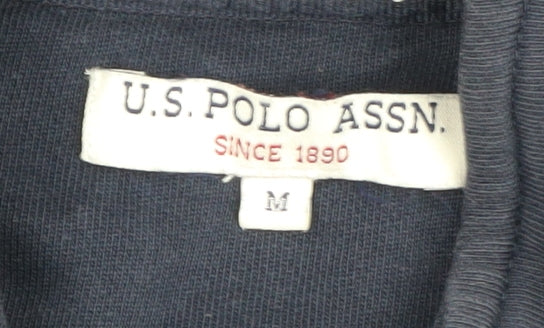 U.S. POLO ASSN.
SINCE 1890
M